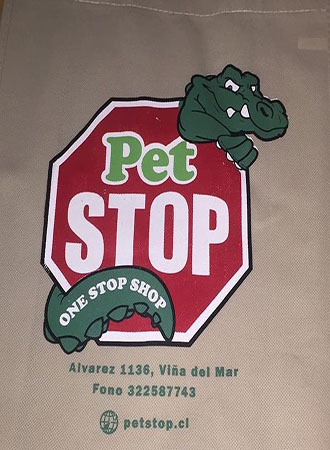 Pet
STOP
ONE STOP SHOP
Alvarez 1136, Viña del Mar
Fono 322587743
petstop.cl